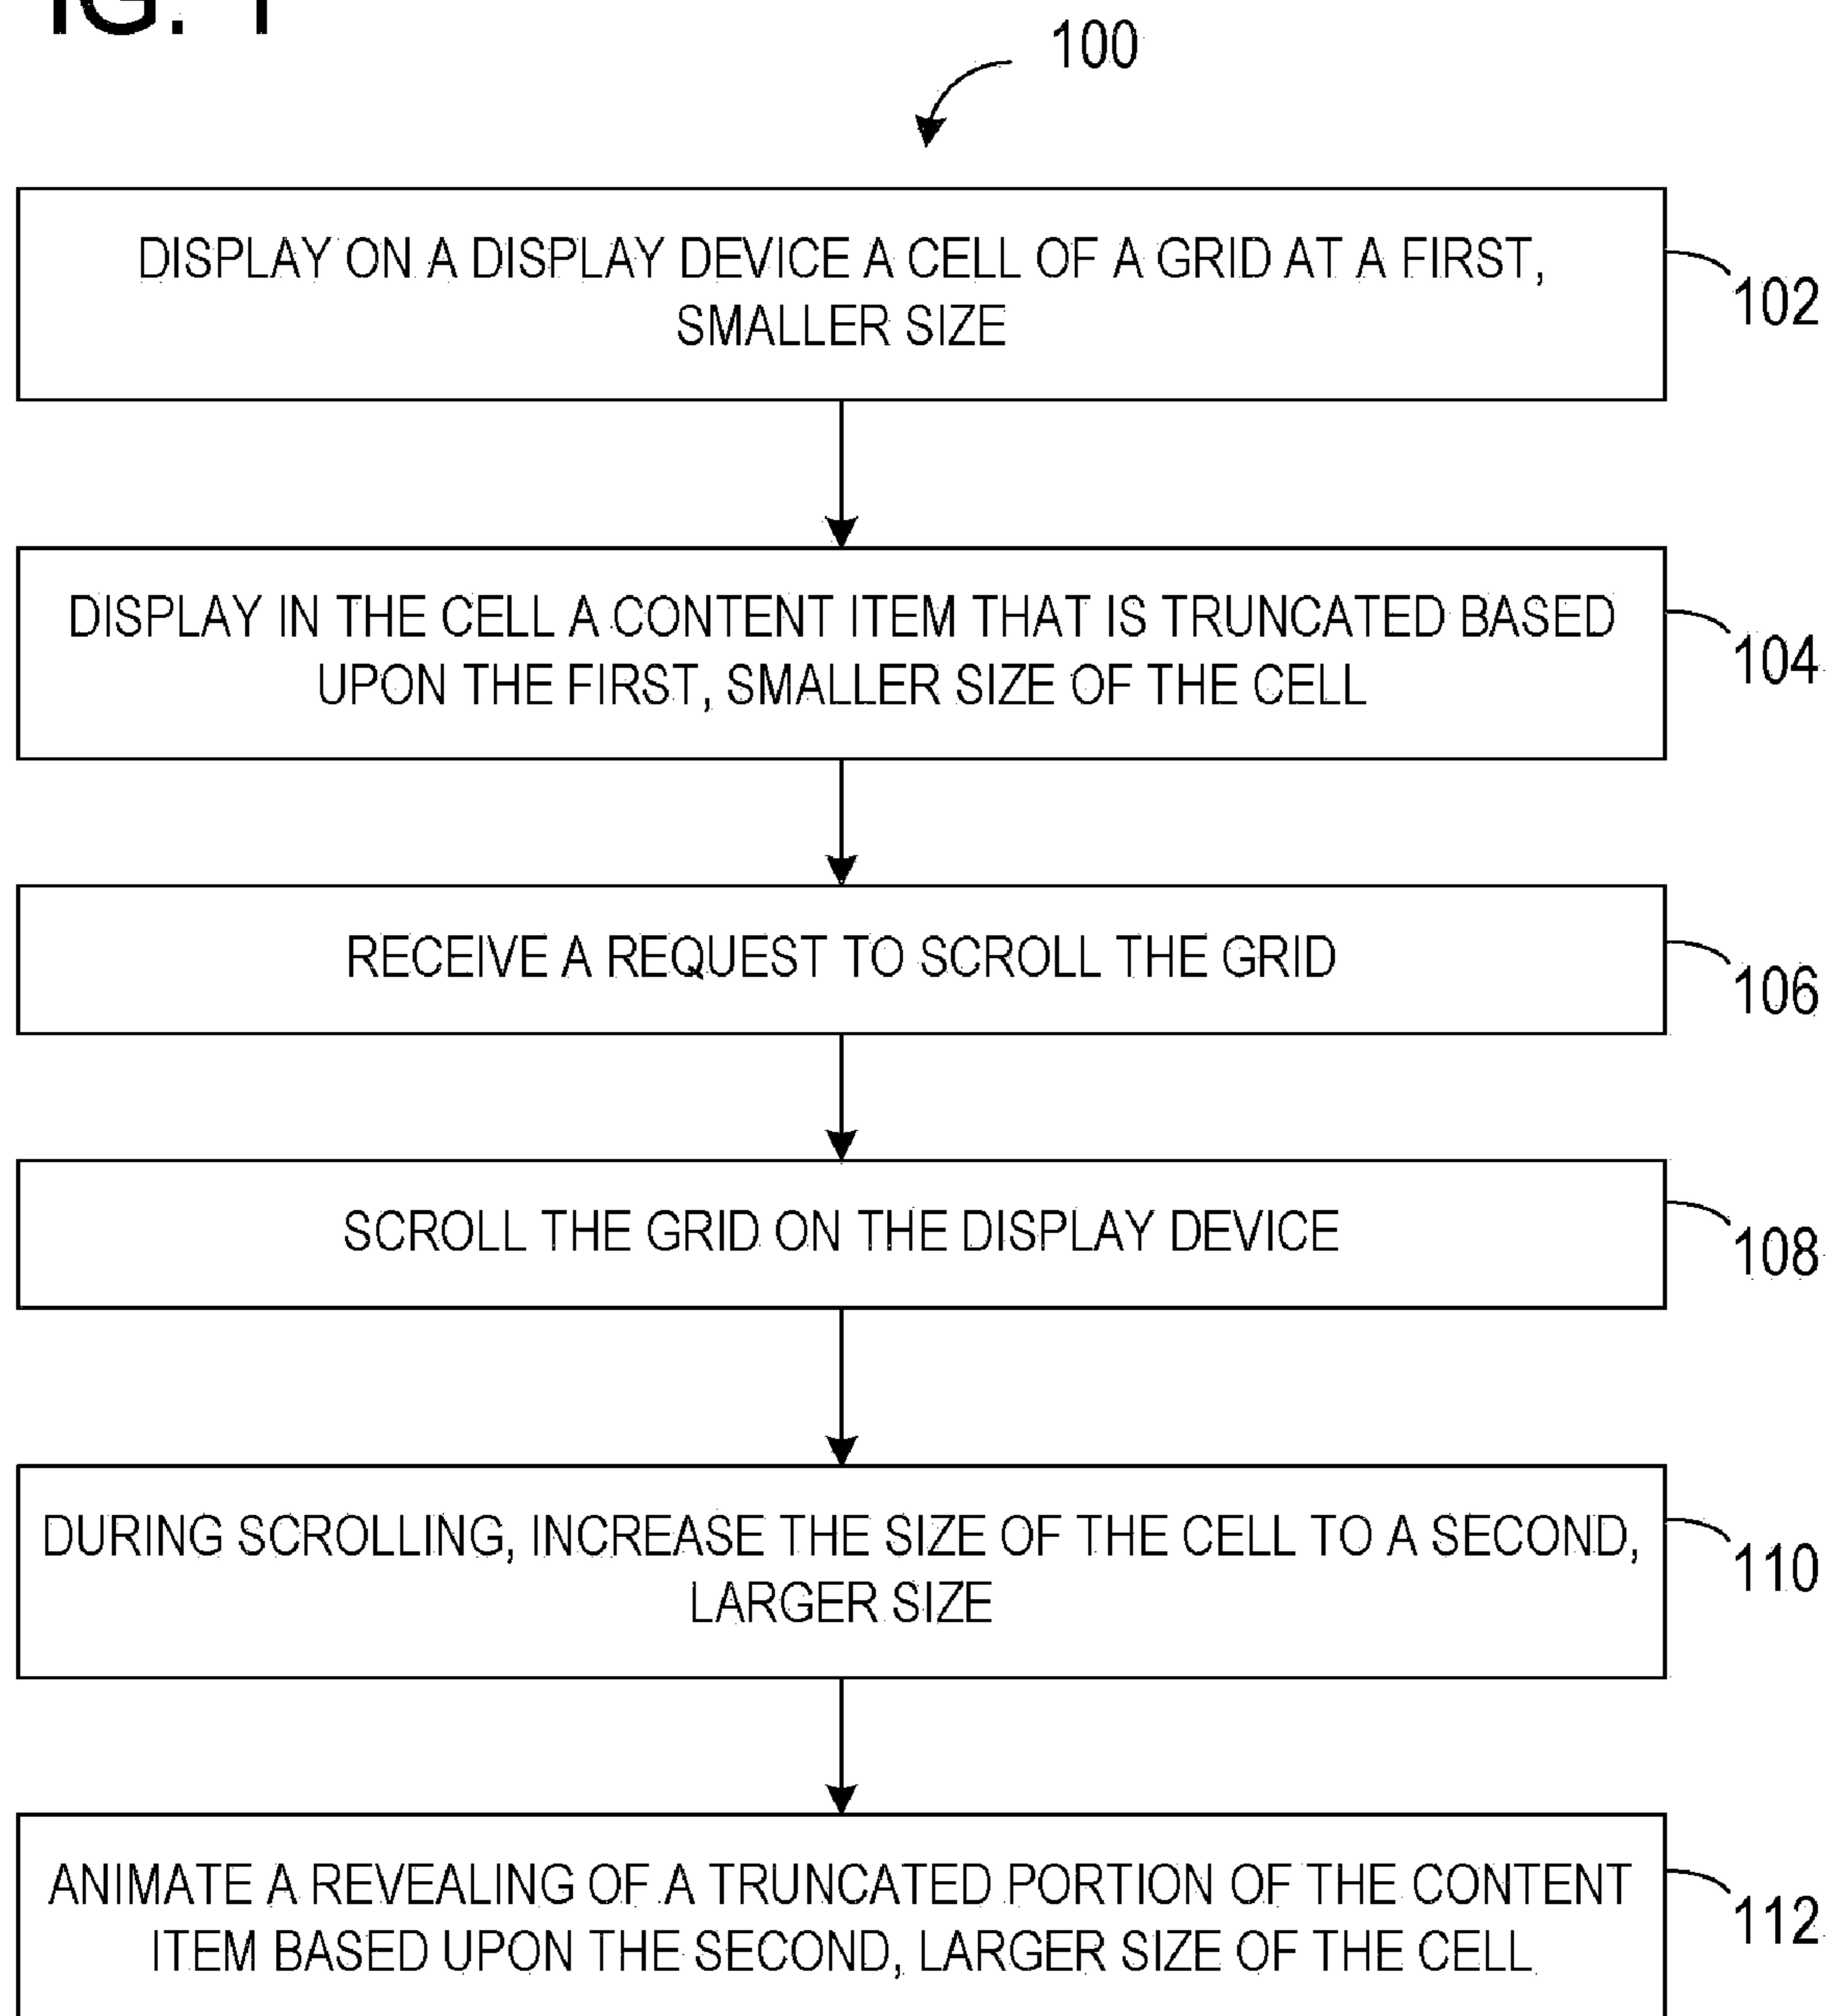 FIG. 1
100
DISPLAY ON A DISPLAY DEVICE A CELL OF A GRID AT A FIRST,
SMALLER SIZE
102
DISPLAY IN THE CELL A CONTENT ITEM THAT IS TRUNCATED BASED
UPON THE FIRST, SMALLER SIZE OF THE CELL
104
RECEIVE A REQUEST TO SCROLL THE GRID
106
SCROLL THE GRID ON THE DISPLAY DEVICE
108
DURING SCROLLING, INCREASE THE SIZE OF THE CELL TO A SECOND,
LARGER SIZE
110
ANIMATE A REVEALING OF A TRUNCATED PORTION OF THE CONTENT
ITEM BASED UPON THE SECOND, LARGER SIZE OF THE CELL
112